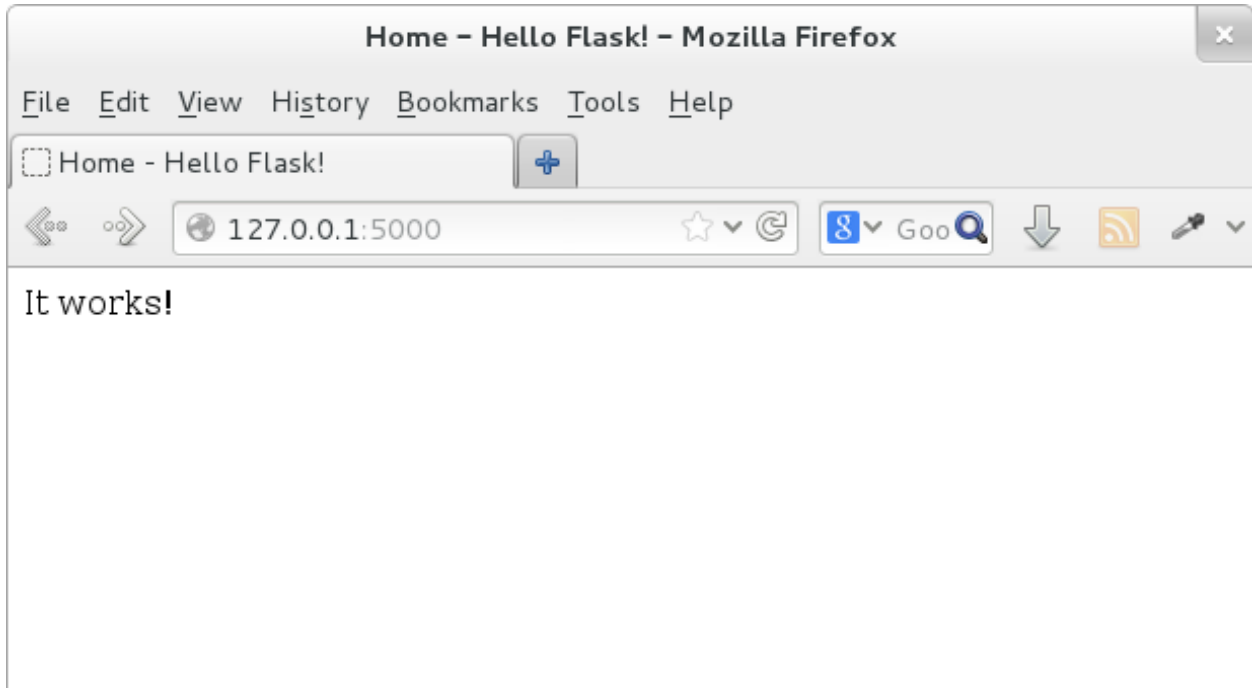 Home – Hello Flask! – Mozilla Firefox
File Edit View History Bookmarks Tools Help
Home - Hello Flask!
127.0.0.1:5000 8 Goo
It works!